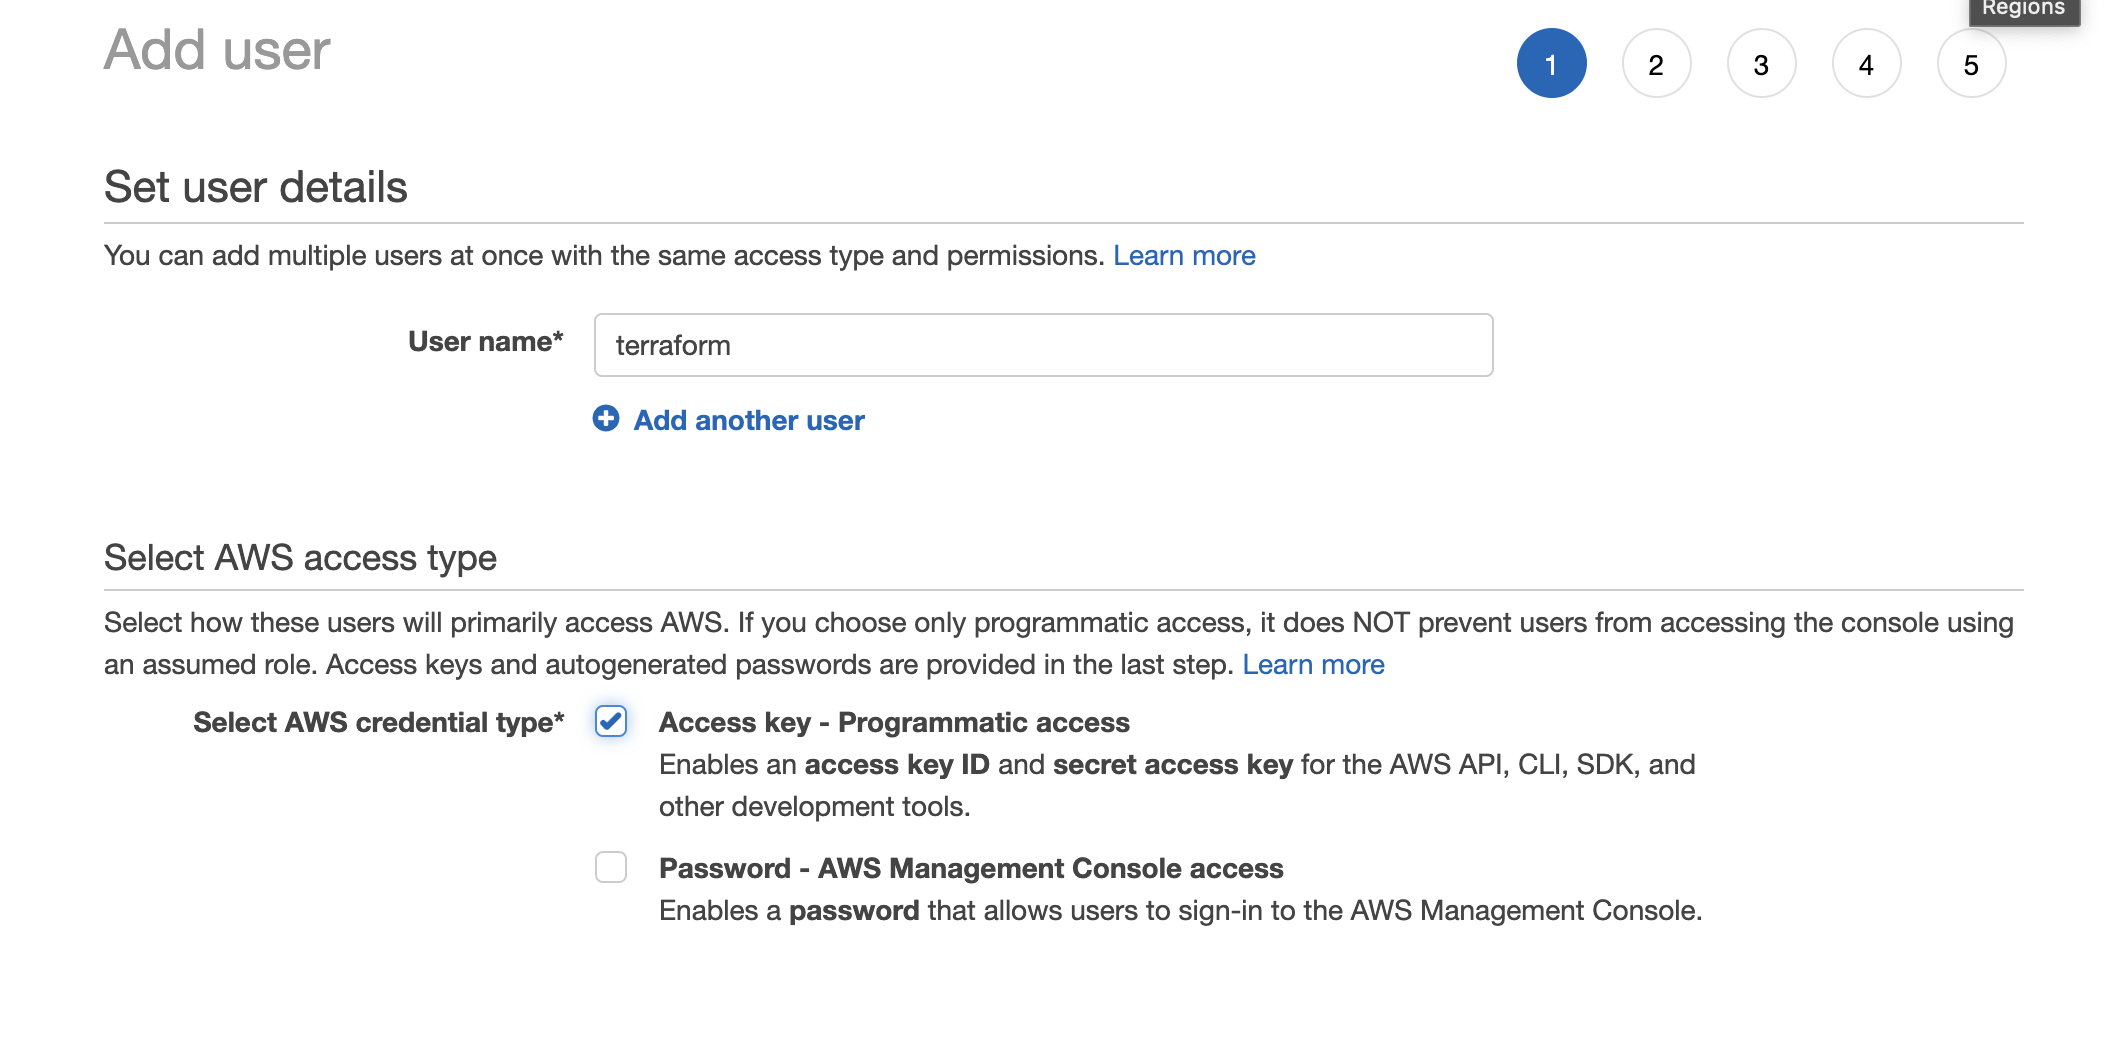 Regions
Add user
1 2 3 4 5
Set user details
You can add multiple users at once with the same access type and permissions. Learn more
User name* terraform
Add another user
Select AWS access type
Select how these users will primarily access AWS. If you choose only programmatic access, it does NOT prevent users from accessing the console using
an assumed role. Access keys and autogenerated passwords are provided in the last step. Learn more
Select AWS credential type* Access key - Programmatic access
Enables an access key ID and secret access key for the AWS API, CLI, SDK, and
other development tools.
Password - AWS Management Console access
Enables a password that allows users to sign-in to the AWS Management Console.